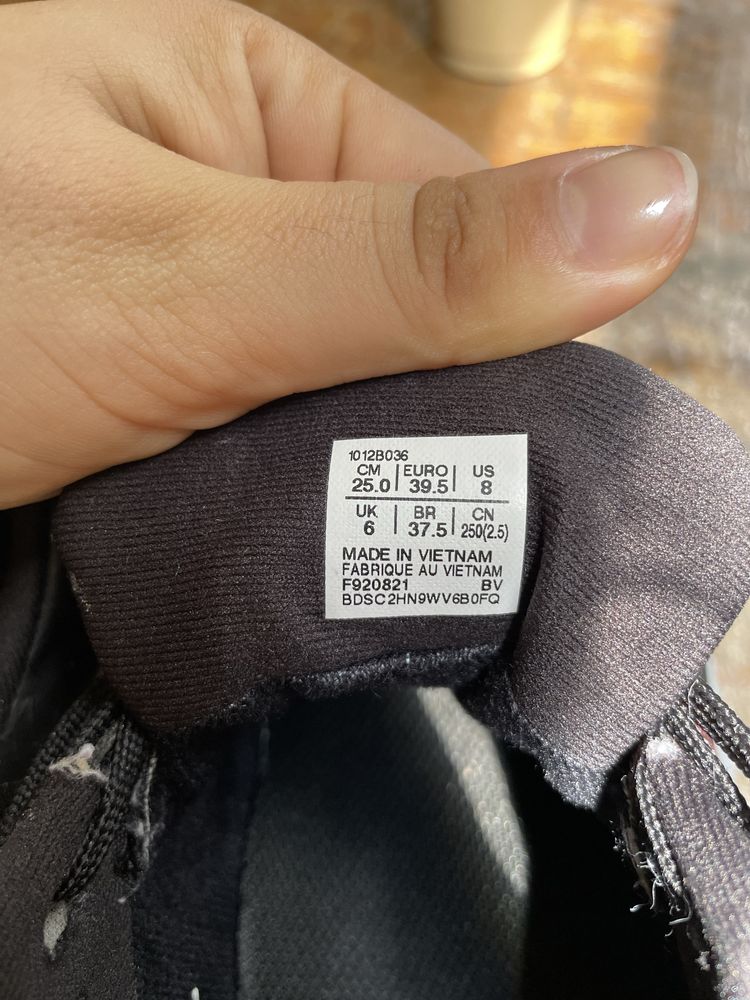 1012B036
CM | EURO | US
25.0 | 39.5 | 8
UK | BR | CN
6 | 37.5 | 250(2.5)
MADE IN VIETNAM
FABRIQUE AU VIETNAM
F920821 BV
BDSC2HN9WV6B0FQ